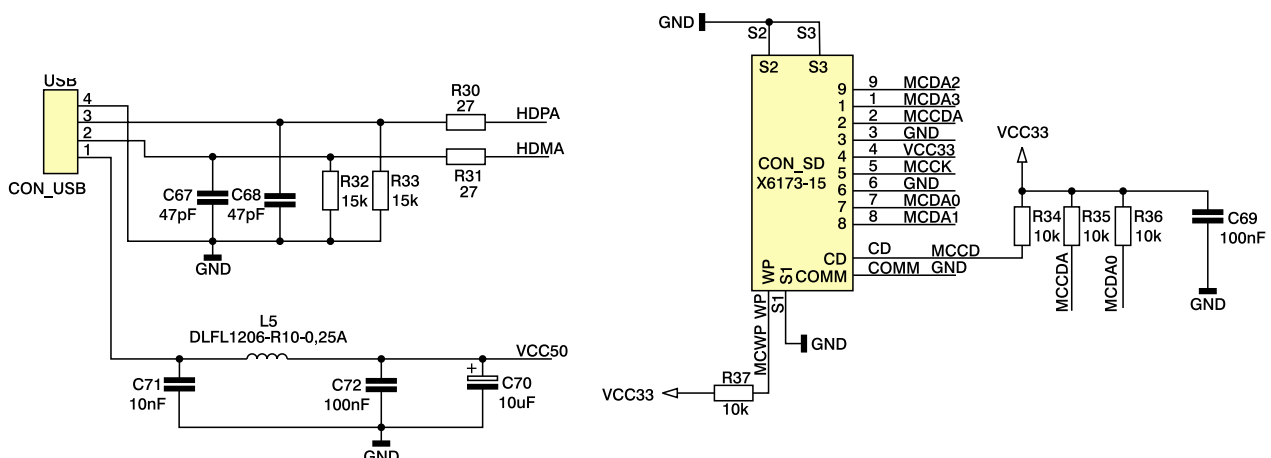 USB
4
3
2
1
CON_USB
R30
27
HDPA
HDMA
R31
27
C67
47pF
C68
47pF
R32
15k
R33
15k
GND
L5
DLFL1206-R10-0,25A
VCC50
C71
10nF
C72
100nF
+
C70
10uF
GND
GND
S2
S3
S2
S3
CON_SD
X6173-15
9 9 MCDA2
1 1 MCDA3
2 2 MCCDA
3 3 GND
4 4 VCC33
5 5 MCCK
6 6 GND
7 7 MCDA0
8 8 MCDA1
CD CD MCCD
COMM COMM GND
WP
S1
MCWP WP
S1
GND
VCC33
R37
10k
VCC33
R34
10k
R35
10k
R36
10k
C69
100nF
MCCDA
MCDA0
GND